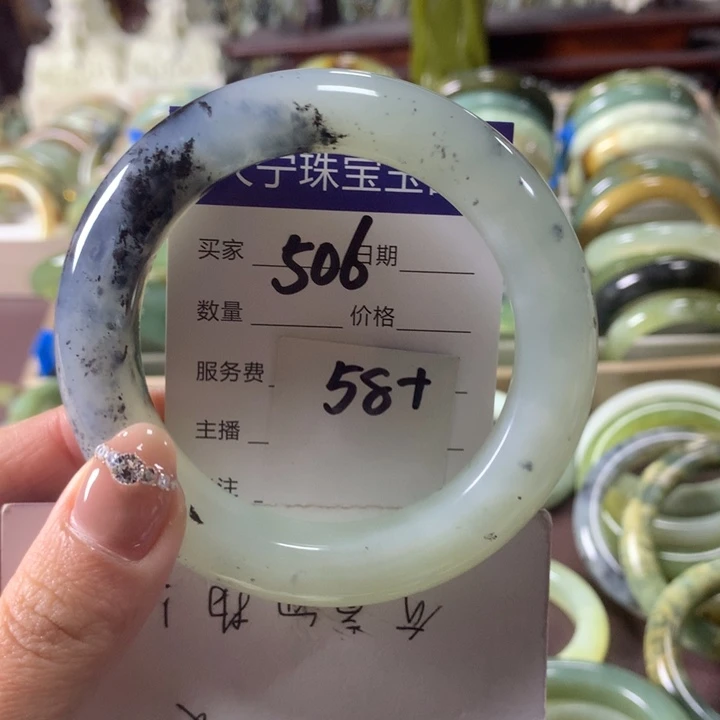 宁珠宝玉
买家 506 日期
数量 价格
服务费 58+
主播
注